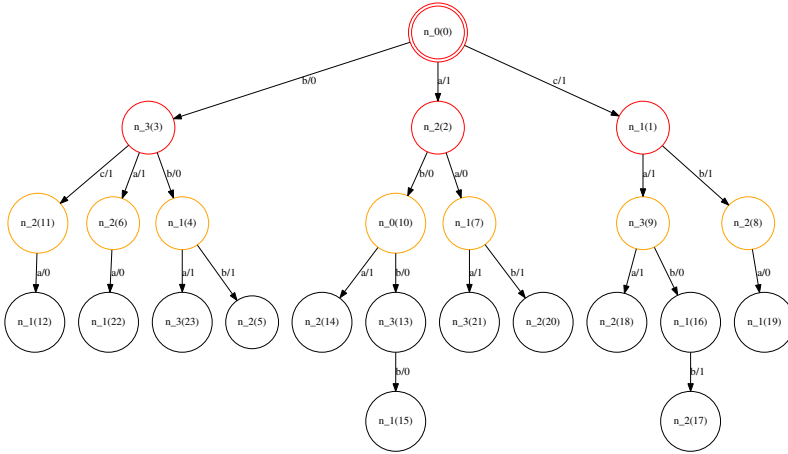 n_0(0)
b/0
a/1
c/1
n_3(3)
n_2(2)
n_1(1)
c/1
a/1
b/0
b/0
a/0
a/1
b/1
n_2(11)
n_2(6)
n_1(4)
n_0(10)
n_1(7)
n_3(9)
n_2(8)
a/0
a/0
a/1
b/1
a/1
b/0
a/1
b/1
a/1
b/0
a/0
n_1(12)
n_1(22)
n_3(23)
n_2(5)
n_2(14)
n_3(13)
n_3(21)
n_2(20)
n_2(18)
n_1(16)
n_1(19)
b/0
b/1
n_1(15)
n_2(17)